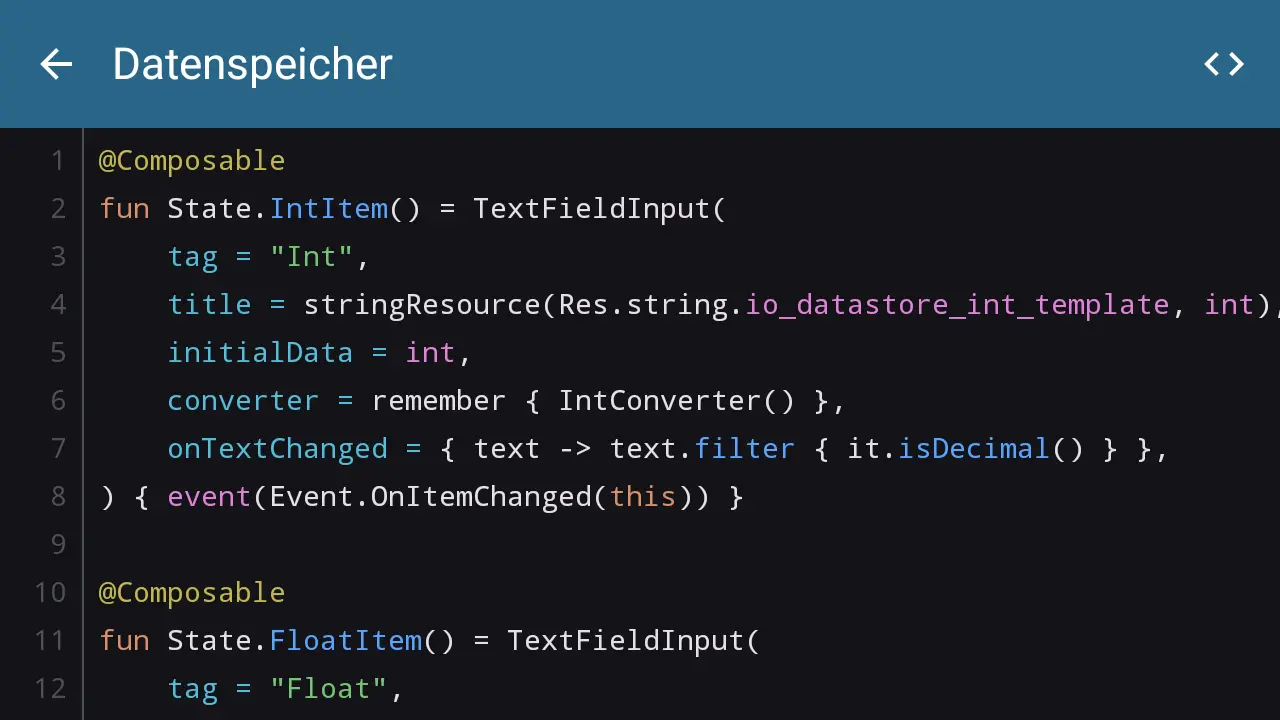 Datenspeicher
1 @Composable
2 fun State.IntItem() = TextFieldInput(
3     tag = "Int",
4     title = stringResource(Res.string.io_datastore_int_template, int),
5     initialData = int,
6     converter = remember { IntConverter() },
7     onTextChanged = { text -> text.filter { it.isDecimal() } },
8 ) { event(Event.OnItemChanged(this)) }
9
10 @Composable
11 fun State.FloatItem() = TextFieldInput(
12     tag = "Float",